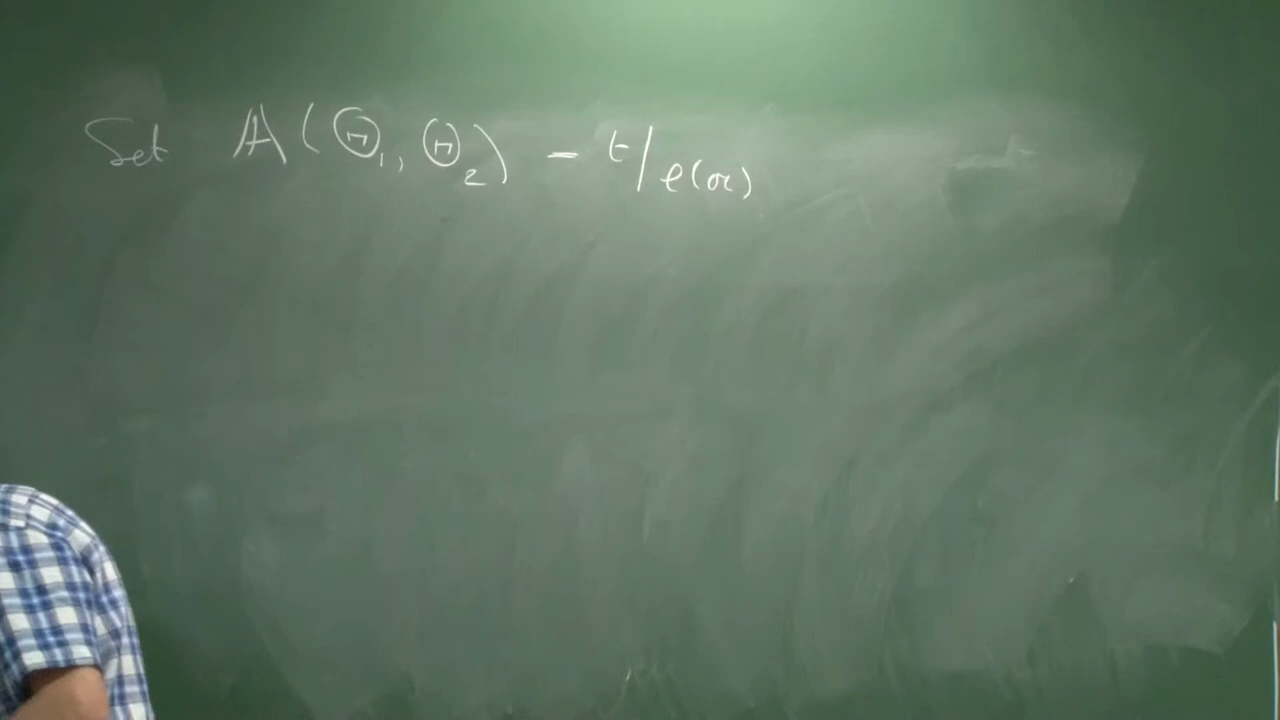 Set 𝔸(Θ₁, Θ₂) = t/ℓ(α)